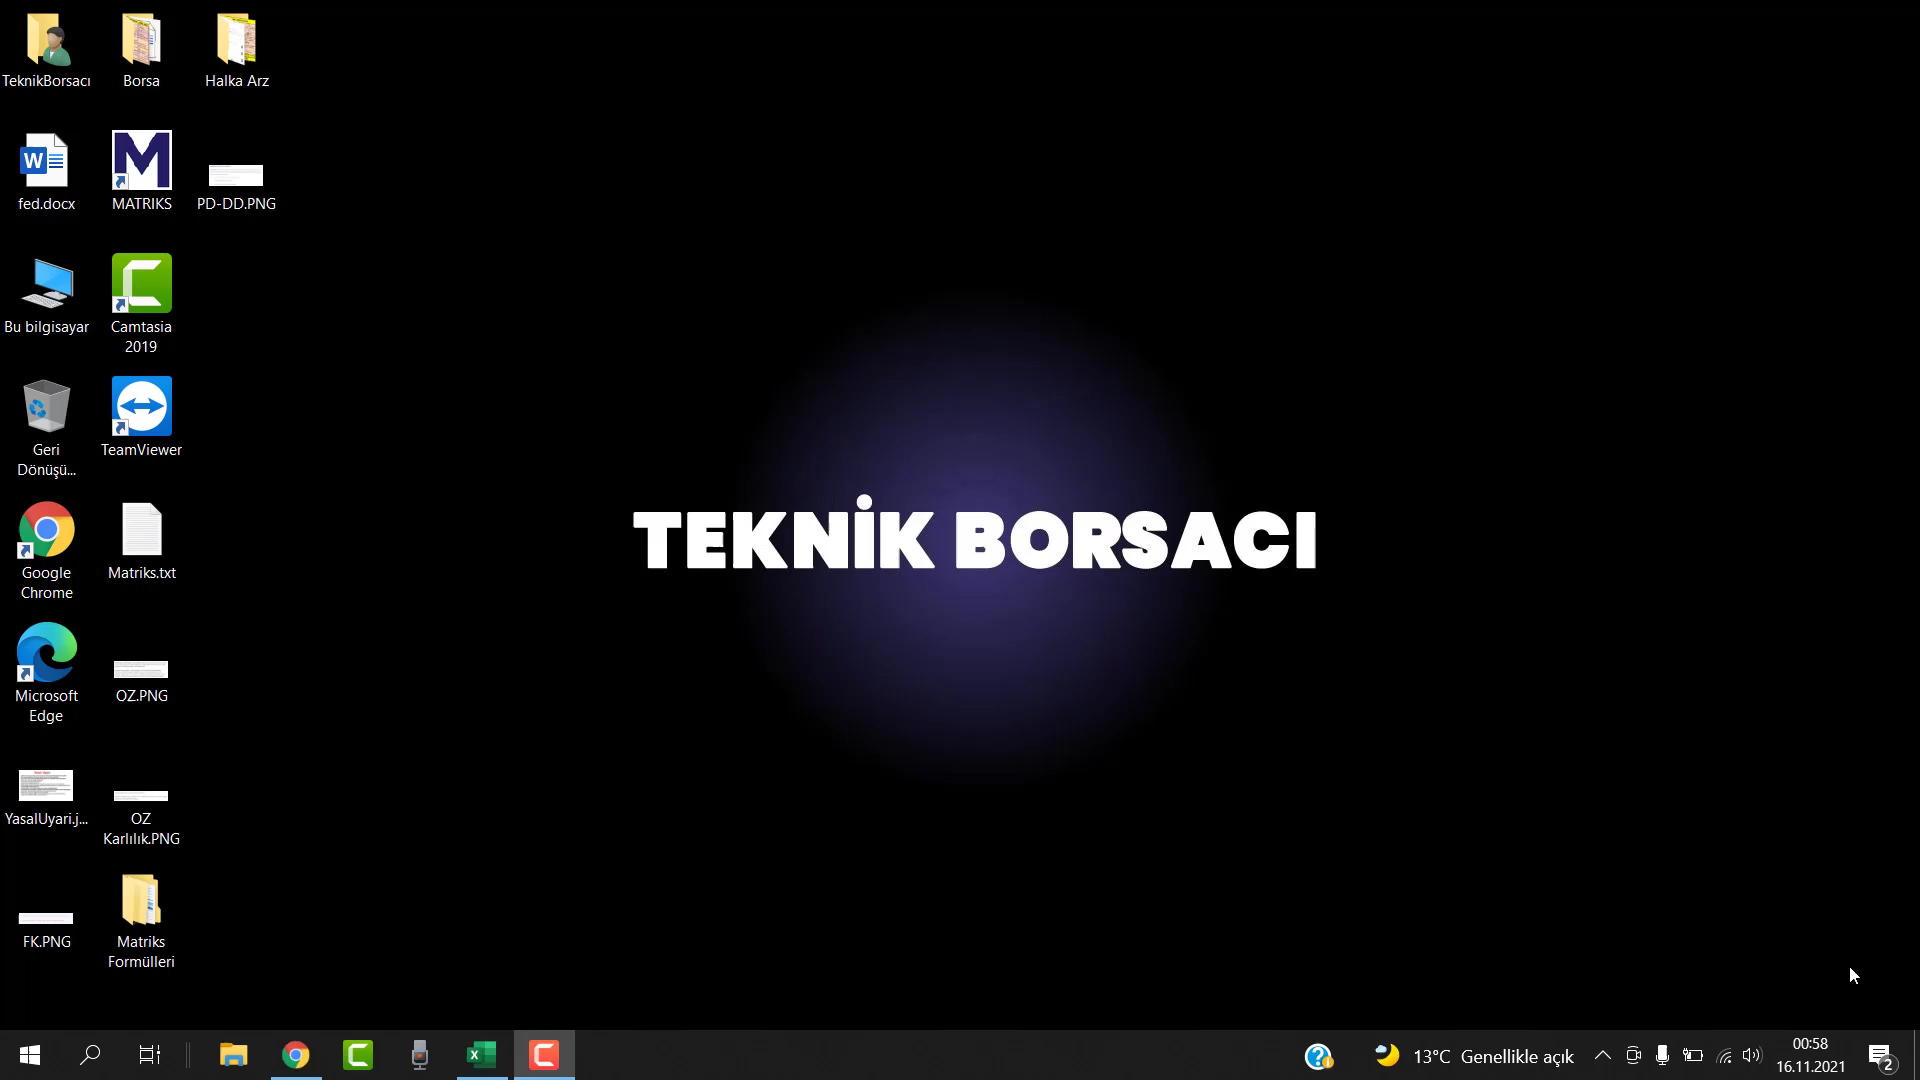 TeknikBorsacı
Borsa
Halka Arz
fed.docx
MATRIKS
PD-DD.PNG
Bu bilgisayar
Camtasia
2019
Geri
Dönüşü...
TeamViewer
Google
Chrome
Matriks.txt
Microsoft
Edge
OZ.PNG
YasalUyari.j...
OZ
Karlılık.PNG
FK.PNG
Matriks
Formülleri
TEKNİK BORSACI
13°C Genellikle açık
00:58
16.11.2021
2